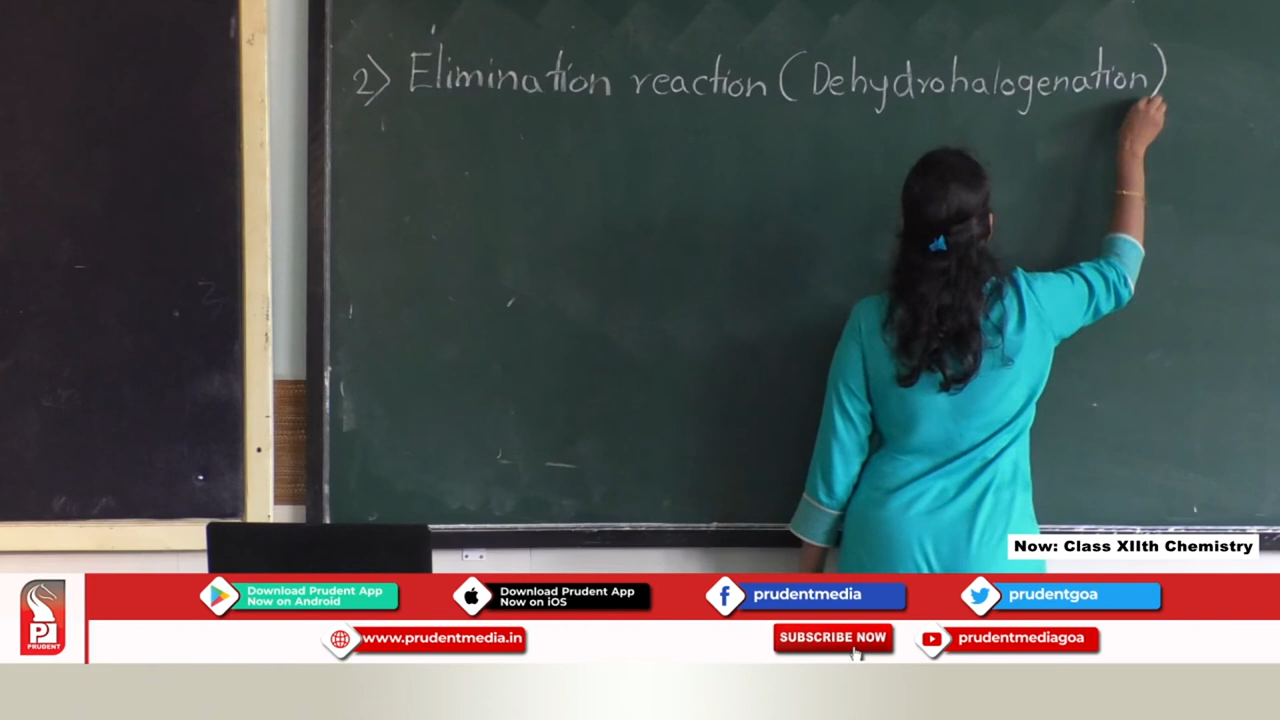 2) Elimination reaction (Dehydrohalogenation)
Now: Class XIIth Chemistry
Download Prudent App
Now on Android
Download Prudent App
Now on iOS
prudentmedia
prudentgoa
PRUDENT
www.prudentmedia.in
SUBSCRIBE NOW
prudentmediagoa